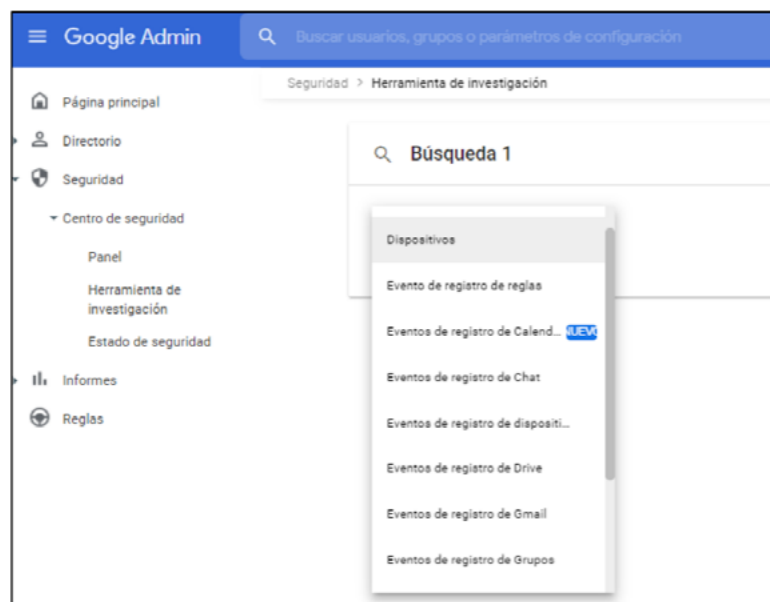 Google Admin
Buscar usuarios, grupos o parámetros de configuración
Seguridad > Herramienta de investigación
Página principal
Directorio
Seguridad
Centro de seguridad
Panel
Herramienta de
investigación
Estado de seguridad
Informes
Reglas
Búsqueda 1
Dispositivos
Evento de registro de reglas
Eventos de registro de Calend... NUEVO
Eventos de registro de Chat
Eventos de registro de dispositi...
Eventos de registro de Drive
Eventos de registro de Gmail
Eventos de registro de Grupos